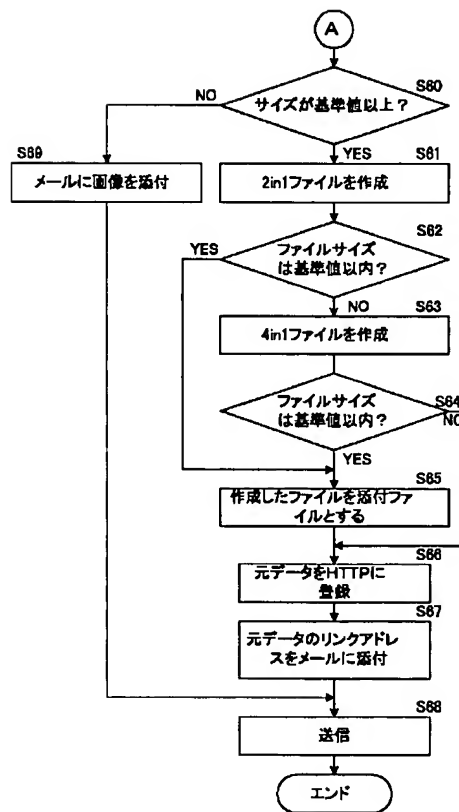 A
S60
サイズが基準値以上?
NO
YES
S69
メールに画像を添付
S61
2in1ファイルを作成
S62
ファイルサイズ
は基準値以内?
YES
NO
S63
4in1ファイルを作成
S64
ファイルサイズ
は基準値以内?
NO
YES
S65
作成したファイルを添付ファ
イルとする
S66
元データをHTTPに
登録
S67
元データのリンクアドレ
スをメールに添付
S68
送信
エンド